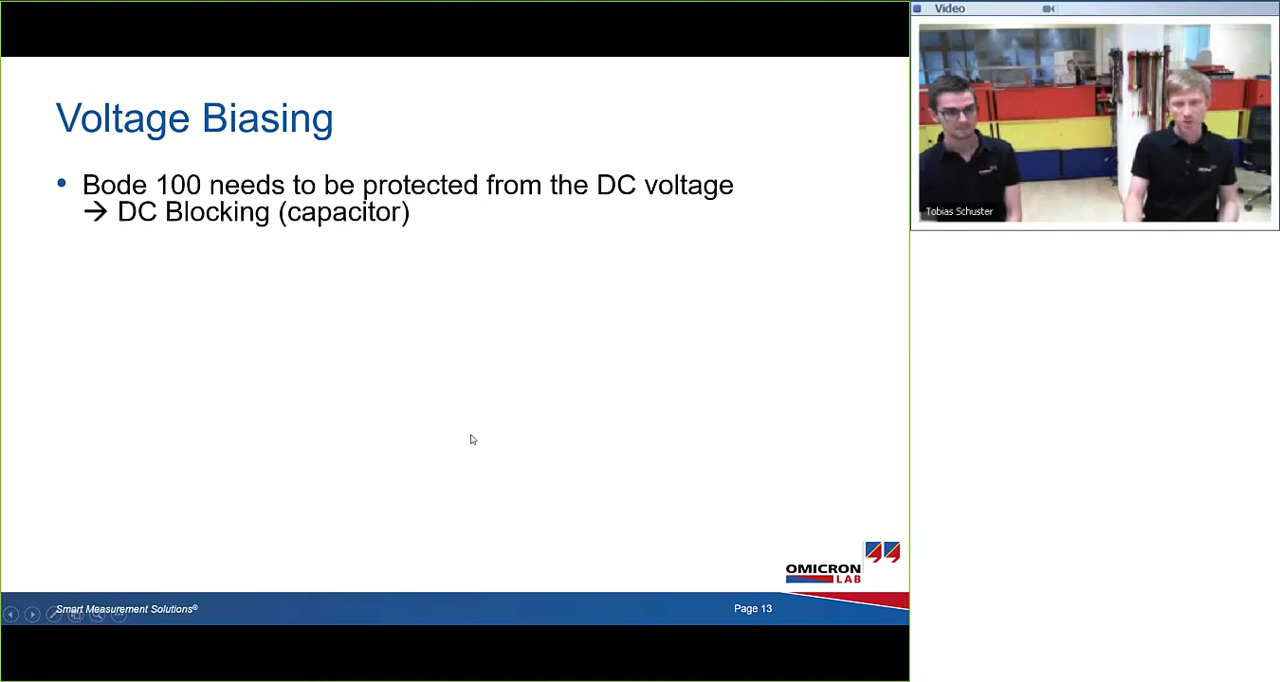 Video
Tobias Schuster
Voltage Biasing
• Bode 100 needs to be protected from the DC voltage
→ DC Blocking (capacitor)
OMICRON
LAB
Smart Measurement Solutions®
Page 13